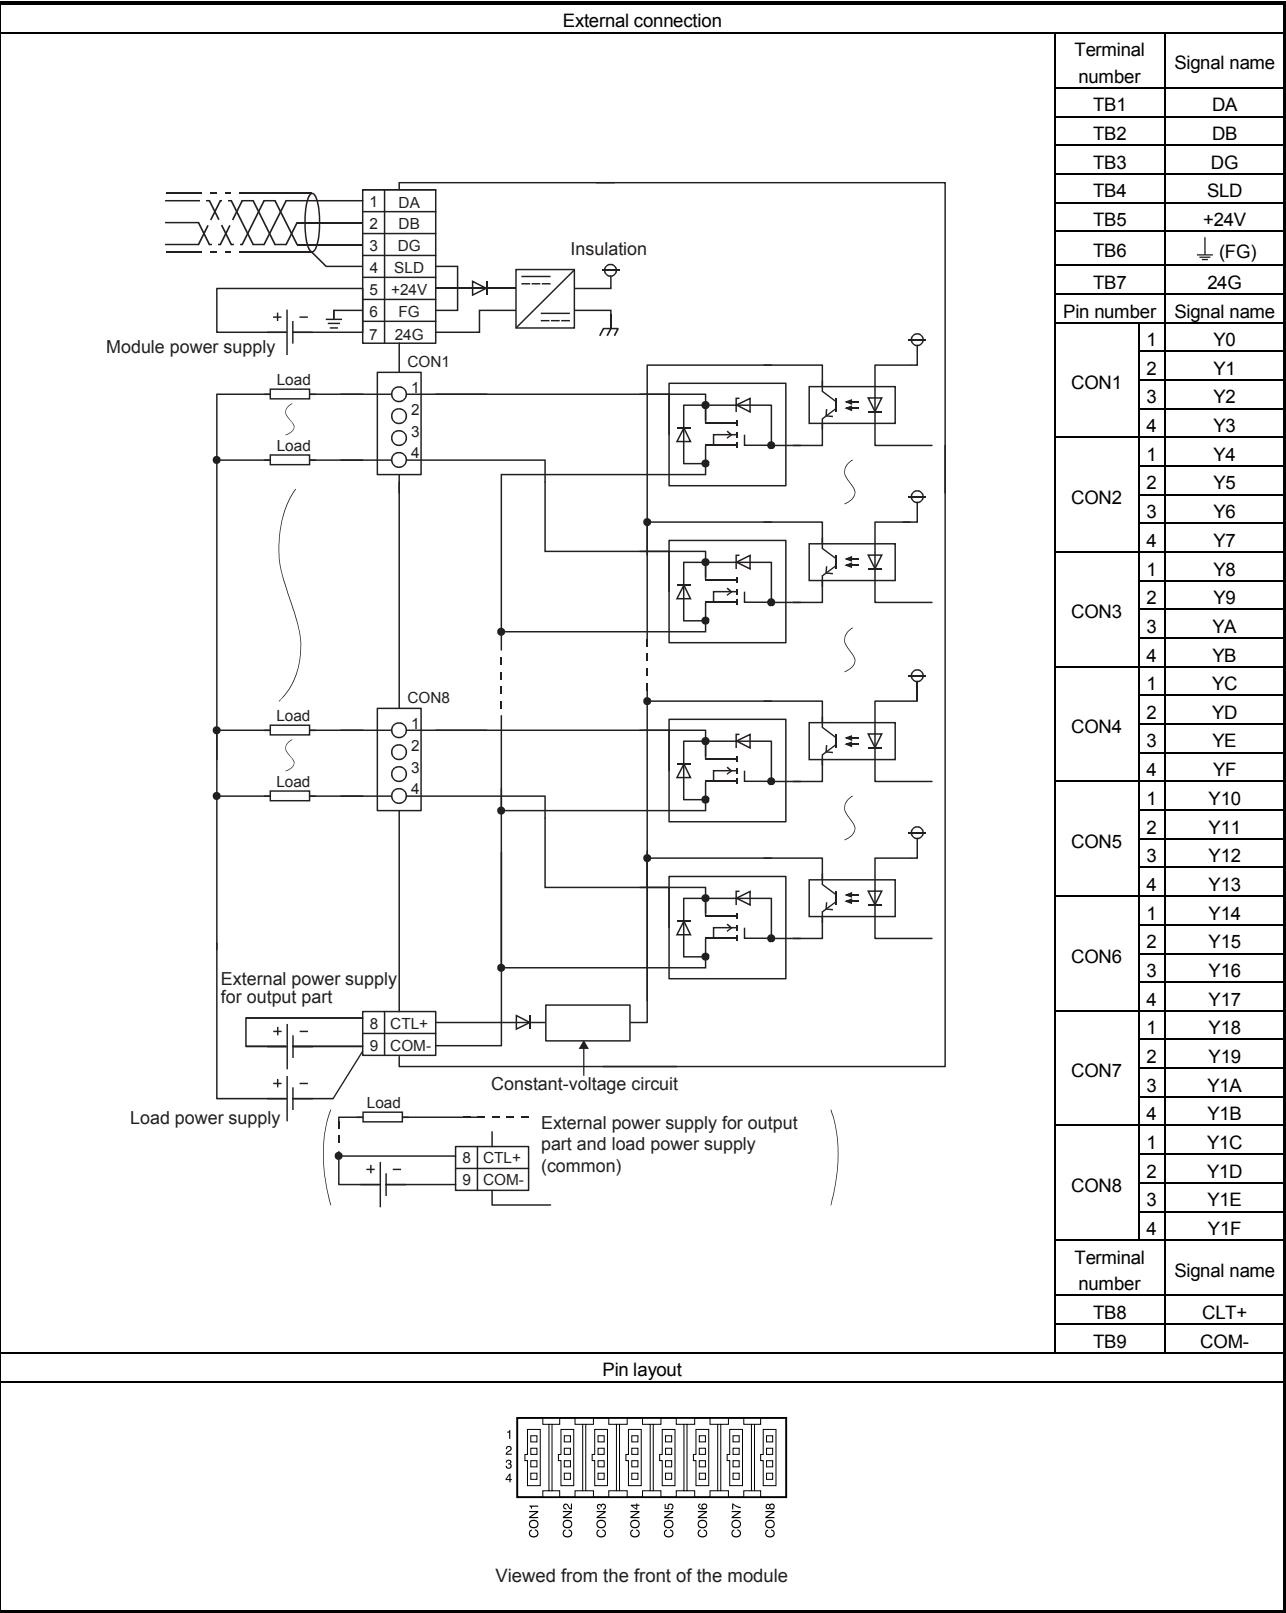 External connection
1 DA
2 DB
3 DG
4 SLD
5 +24V
6 FG
7 24G
Insulation
+ −
Module power supply
CON1
Load
1
2
3
Load
4
CON8
Load
1
2
3
Load
4
External power supply
for output part
+ −
8 CTL+
9 COM-
+ −
Load power supply
Constant-voltage circuit
Load
External power supply for output
part and load power supply
(common)
8 CTL+
9 COM-
+ −
Terminal number Signal name
TB1 DA
TB2 DB
TB3 DG
TB4 SLD
TB5 +24V
TB6 (FG)
TB7 24G
Pin number Signal name
CON1
1 Y0
2 Y1
3 Y2
4 Y3
CON2
1 Y4
2 Y5
3 Y6
4 Y7
CON3
1 Y8
2 Y9
3 YA
4 YB
CON4
1 YC
2 YD
3 YE
4 YF
CON5
1 Y10
2 Y11
3 Y12
4 Y13
CON6
1 Y14
2 Y15
3 Y16
4 Y17
CON7
1 Y18
2 Y19
3 Y1A
4 Y1B
CON8
1 Y1C
2 Y1D
3 Y1E
4 Y1F
Terminal number Signal name
TB8 CLT+
TB9 COM-
Pin layout
1
2
3
4
CON1 CON2 CON3 CON4 CON5 CON6 CON7 CON8
Viewed from the front of the module